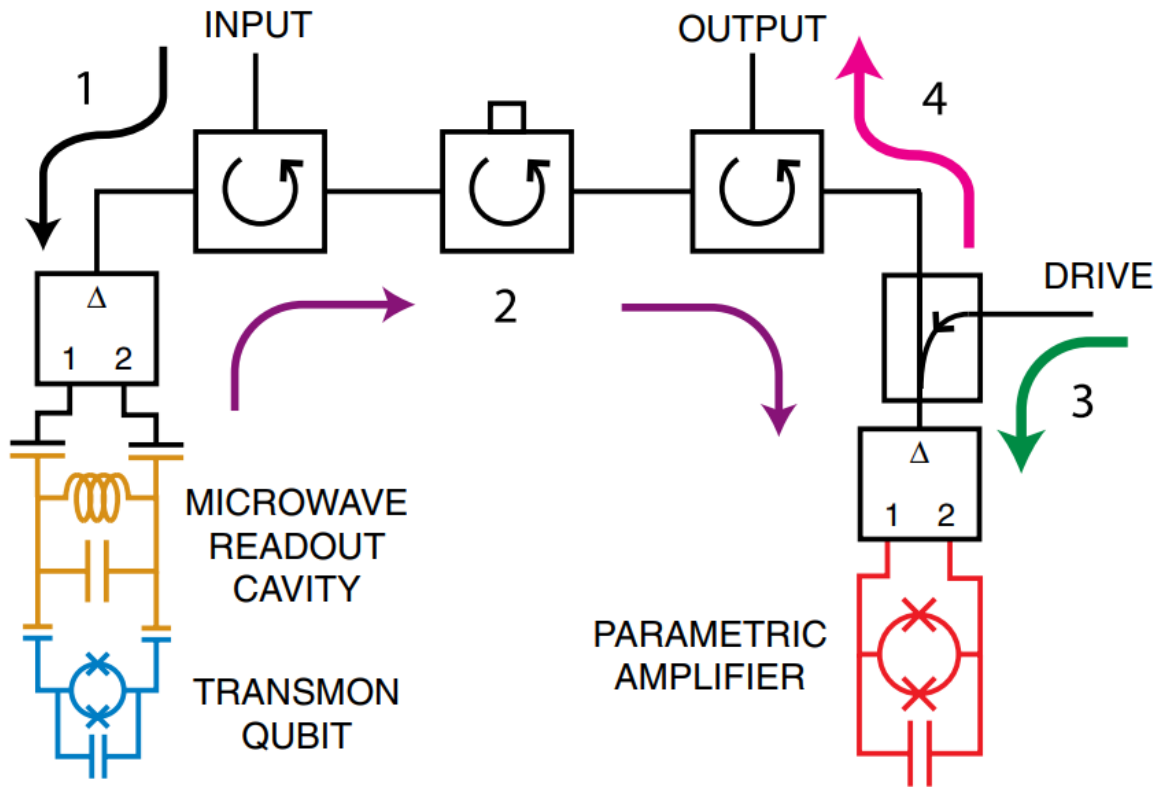 INPUT
OUTPUT
1
4
2
DRIVE
3
Δ
1 2
Δ
1 2
MICROWAVE
READOUT
CAVITY
PARAMETRIC
AMPLIFIER
TRANSMON
QUBIT